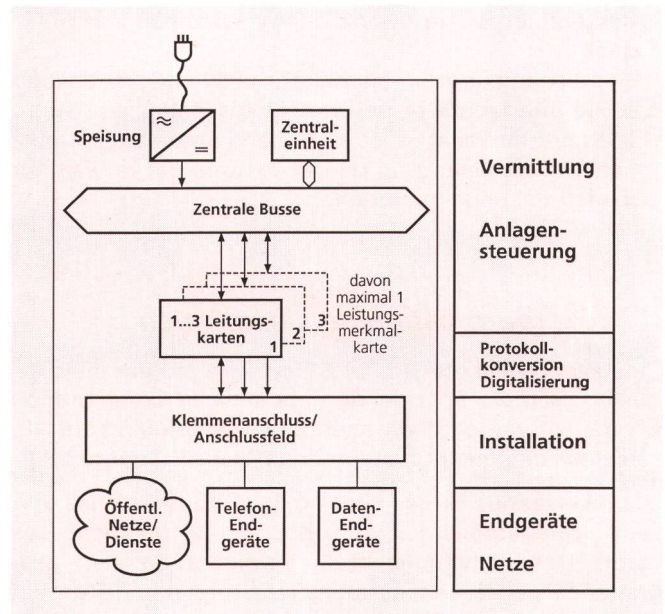 Speisung
Zentral-
einheit
Zentrale Busse
1...3 Leitungs-
karten
1
2
3
davon
maximal 1
Leistungs-
merkmal-
karte
Klemmenanschluss/
Anschlussfeld
Öffentl.
Netze/
Dienste
Telefon-
End-
geräte
Daten-
End-
geräte
Vermittlung
Anlagen-
steuerung
Protokoll-
konversion
Digitalisierung
Installation
Endgeräte
Netze